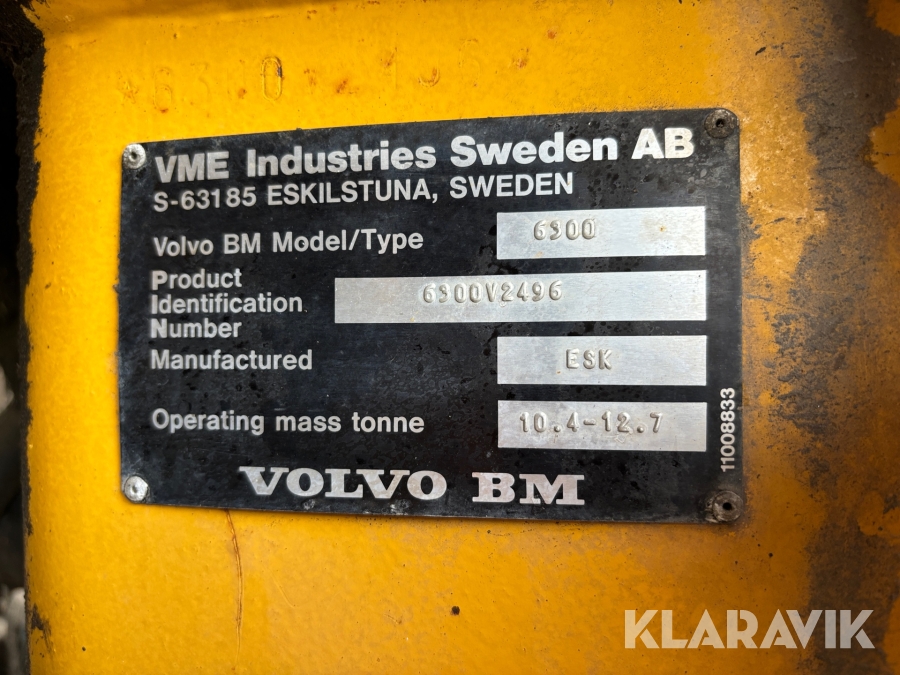 VME Industries Sweden AB
S-63185 ESKILSTUNA, SWEDEN
Volvo BM Model/Type 6300
Product
Identification 6300V2496
Number
Manufactured ESK
Operating mass tonne 10.4-12.7
11008833
VOLVO BM
KLARAVIK